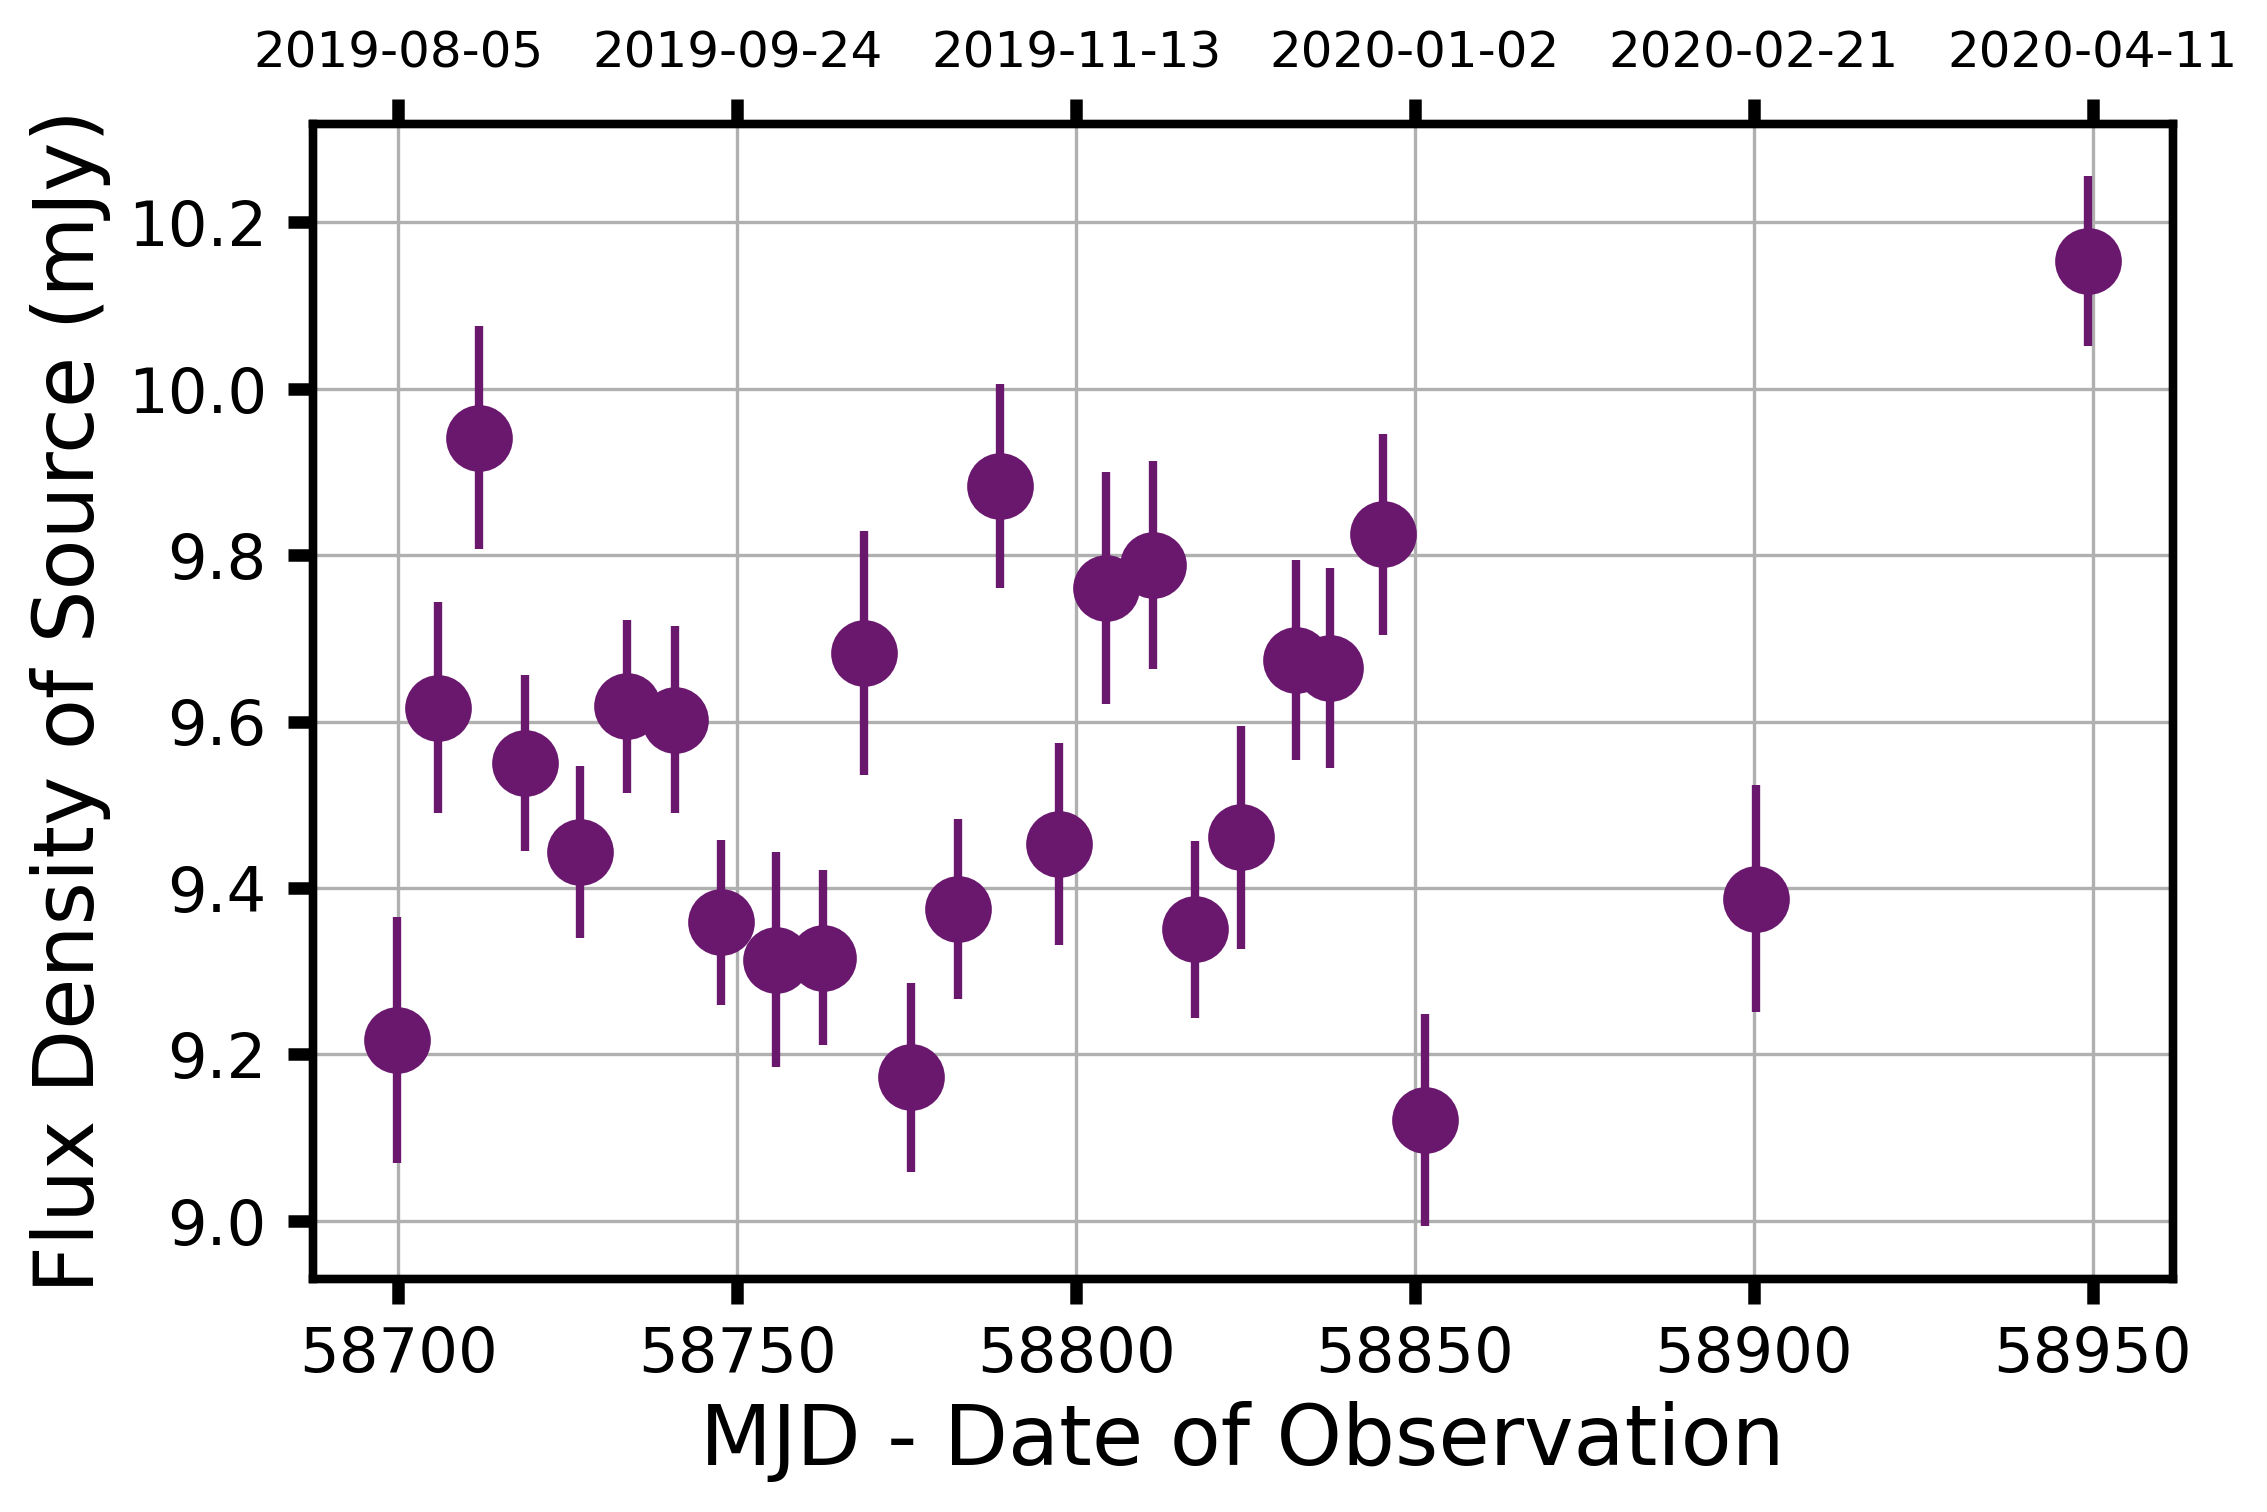 2019-08-05 2019-09-24 2019-11-13 2020-01-02 2020-02-21 2020-04-11
Flux Density of Source (mJy)
10.2
10.0
9.8
9.6
9.4
9.2
9.0
58700 58750 58800 58850 58900 58950
MJD - Date of Observation